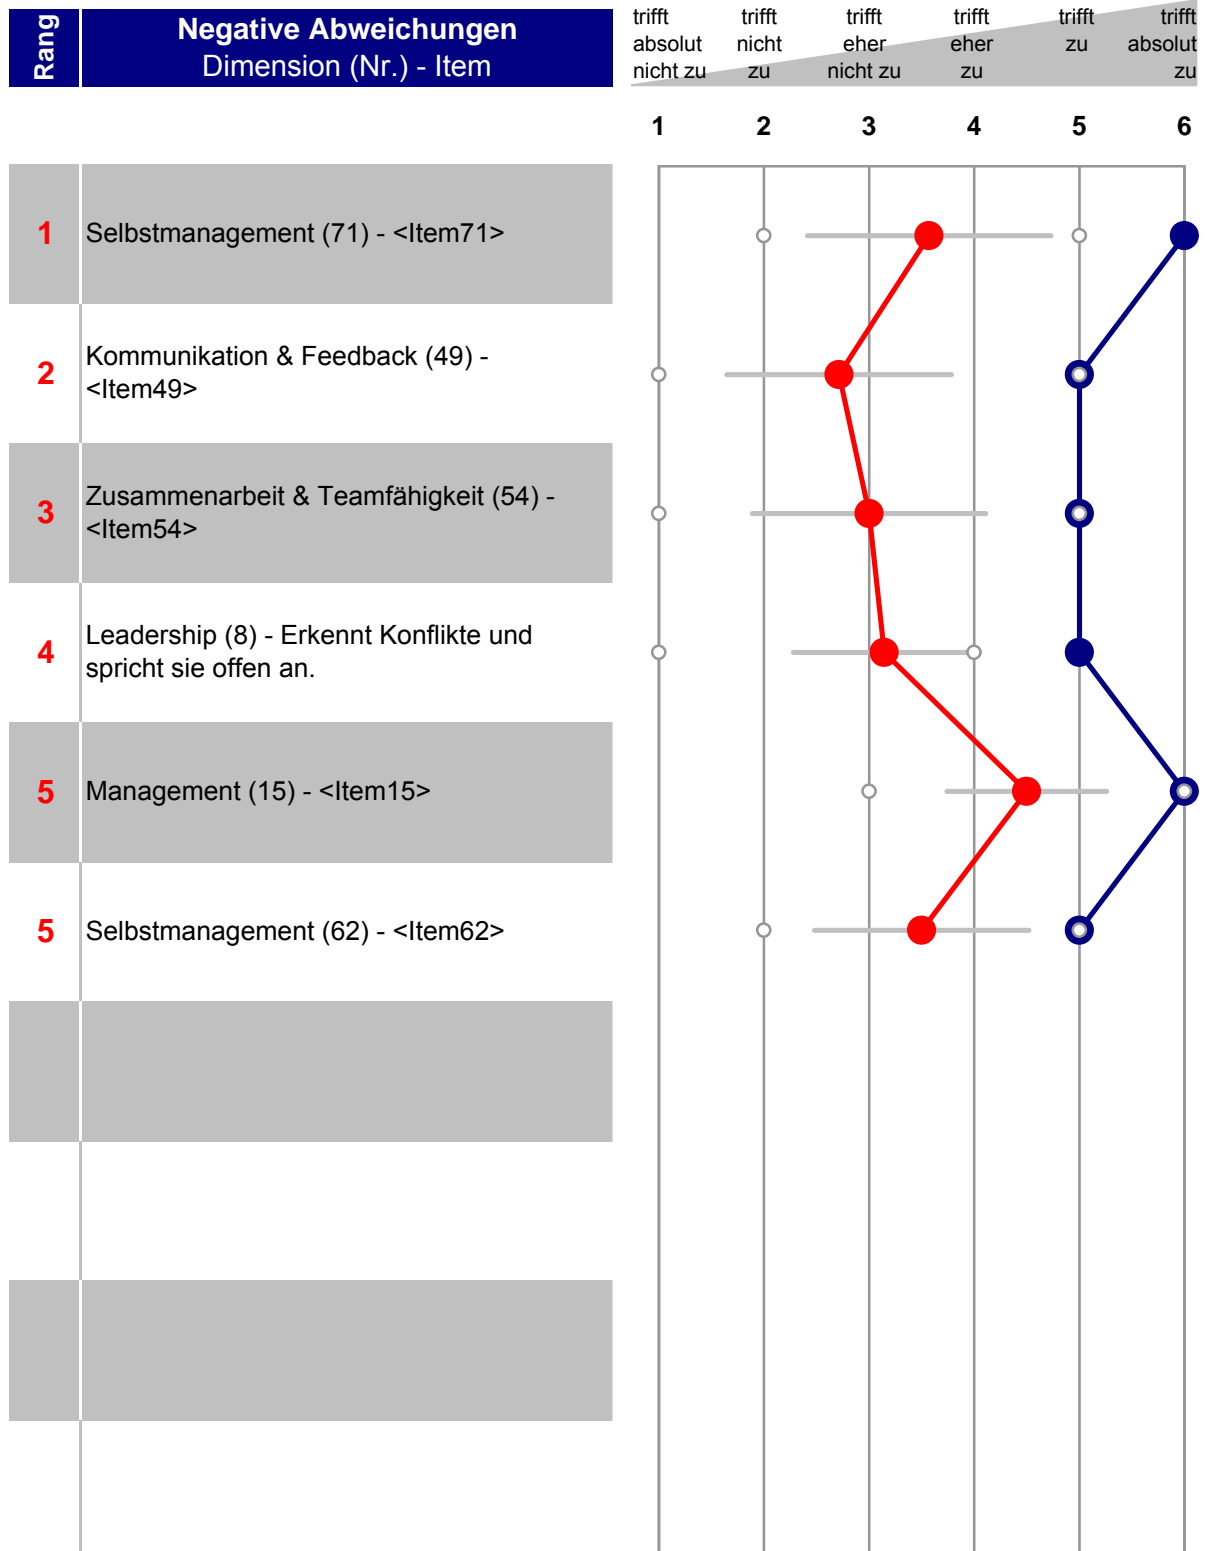 Rang
Negative Abweichungen
Dimension (Nr.) - Item
trifft absolut nicht zu
trifft nicht zu
trifft eher nicht zu
trifft eher zu
trifft zu
trifft absolut zu
1 2 3 4 5 6
1 Selbstmanagement (71) - <Item71>
2 Kommunikation & Feedback (49) -
<Item49>
3 Zusammenarbeit & Teamfähigkeit (54) -
<Item54>
4 Leadership (8) - Erkennt Konflikte und
spricht sie offen an.
5 Management (15) - <Item15>
5 Selbstmanagement (62) - <Item62>